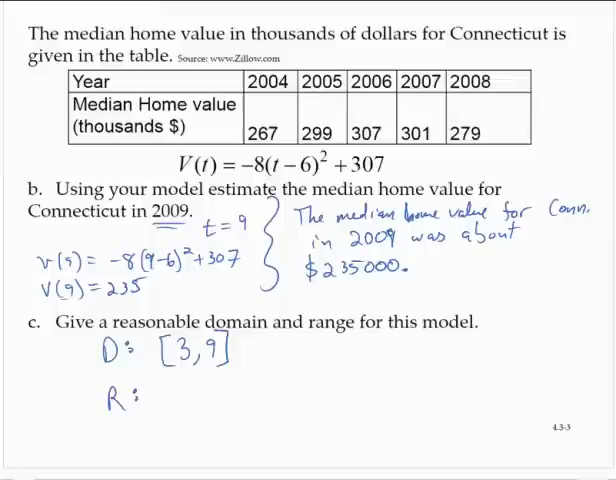 The median home value in thousands of dollars for Connecticut is
given in the table. Source: www.Zillow.com
Year 2004 2005 2006 2007 2008
Median Home value
(thousands $) 267 299 307 301 279
V(t) = −8(t − 6)² + 307
b. Using your model estimate the median home value for
Connecticut in 2009.
t = 9
V(9) = -8(9-6)² + 307
V(9) = 235
The median home value for Conn.
in 2009 was about
$235000.
c. Give a reasonable domain and range for this model.
D: [3,9]
R:
4.3-3